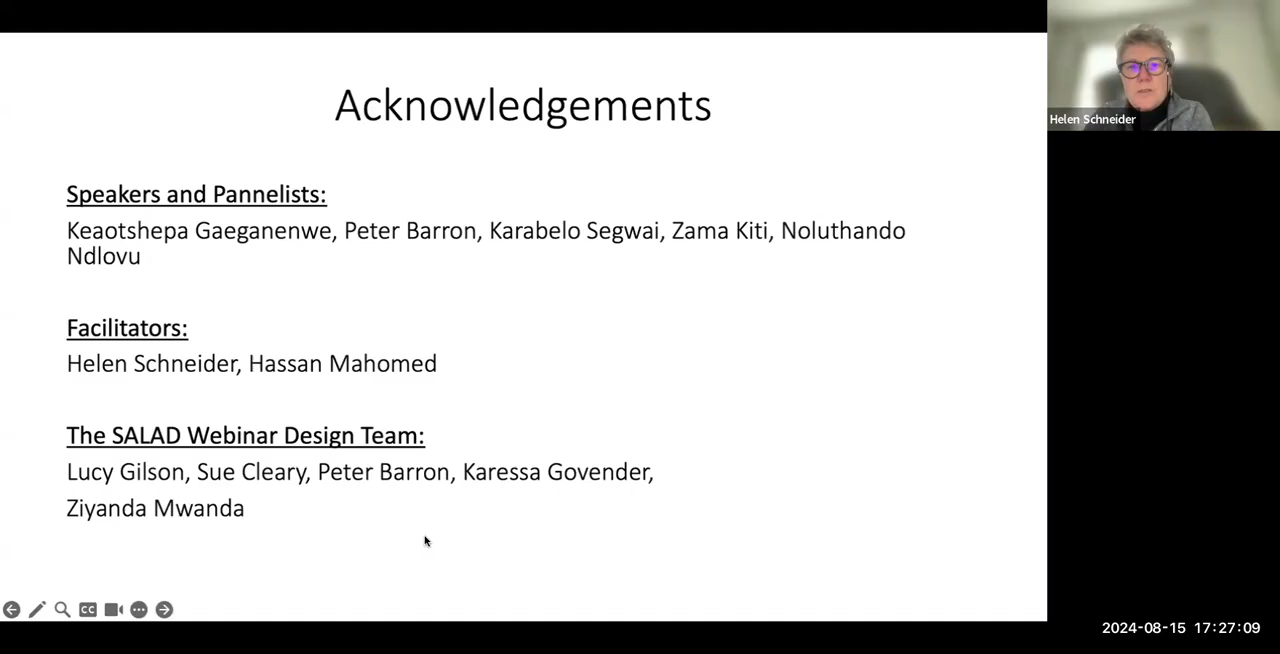 Acknowledgements
Speakers and Pannelists:
Keaotshepa Gaeganenwe, Peter Barron, Karabelo Segwai, Zama Kiti, Noluthando
Ndlovu
Facilitators:
Helen Schneider, Hassan Mahomed
The SALAD Webinar Design Team:
Lucy Gilson, Sue Cleary, Peter Barron, Karessa Govender,
Ziyanda Mwanda
CC
Helen Schneider
2024-08-15 17:27:09